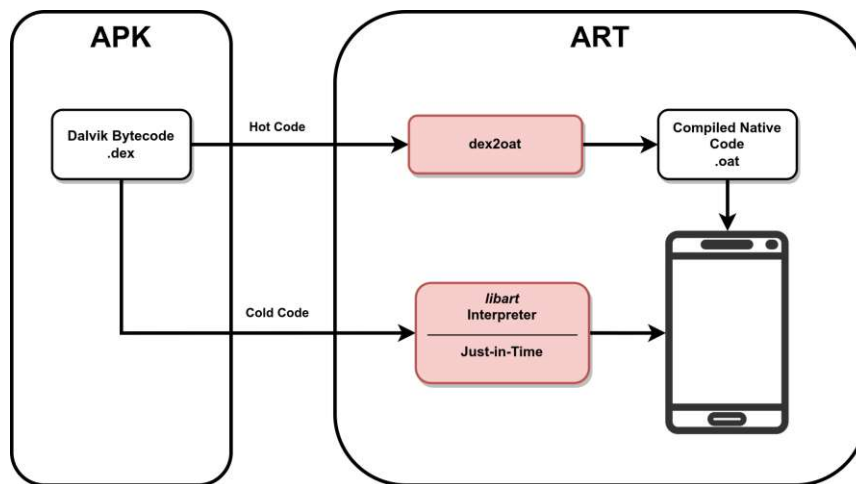 APK
ART
Dalvik Bytecode
.dex
Hot Code
dex2oat
Compiled Native
Code
.oat
Cold Code
libart
Interpreter
Just-in-Time